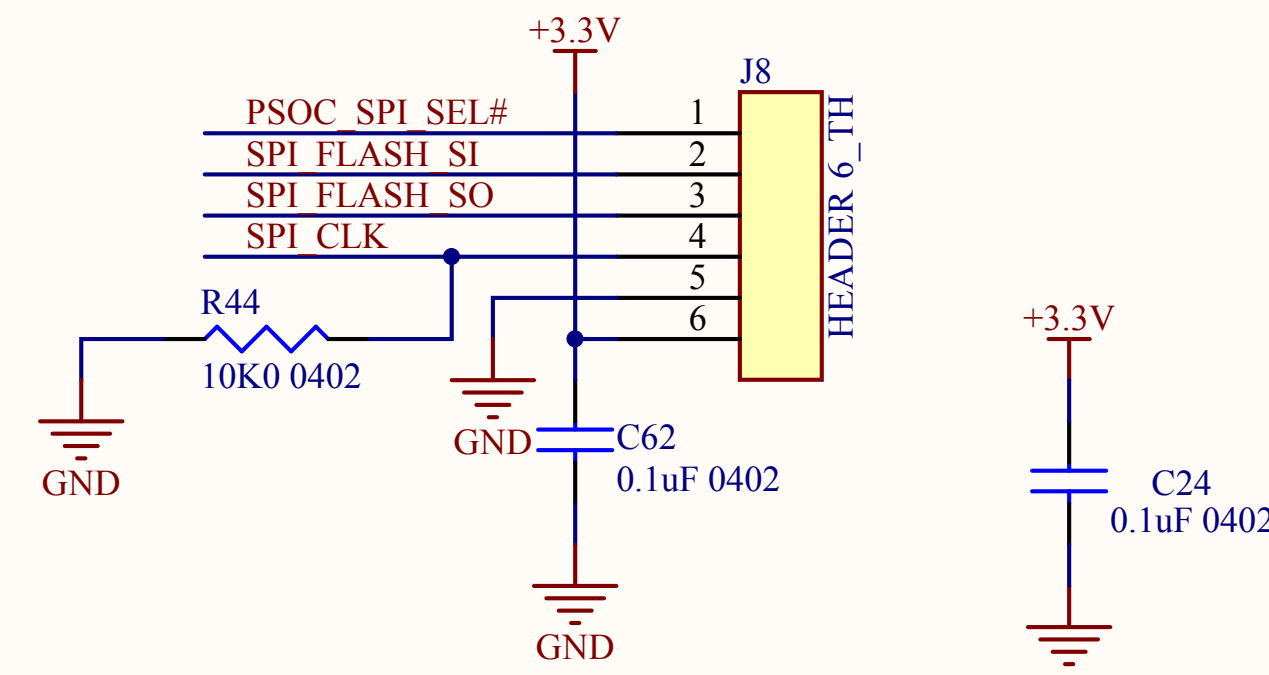 +3.3V
J8
PSOC_SPI_SEL# 1
SPI_FLASH_SI 2
SPI_FLASH_SO 3
SPI_CLK 4
5
6
HEADER 6_TH
R44
10K0 0402
GND
GND
C62
0.1uF 0402
GND
+3.3V
C24
0.1uF 0402